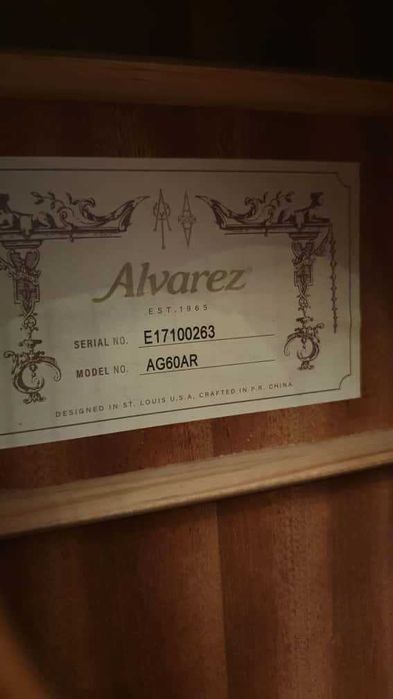 Alvarez
EST. 1965
SERIAL NO. E17100263
MODEL NO. AG60AR
DESIGNED IN ST. LOUIS U.S.A. CRAFTED IN P.R. CHINA